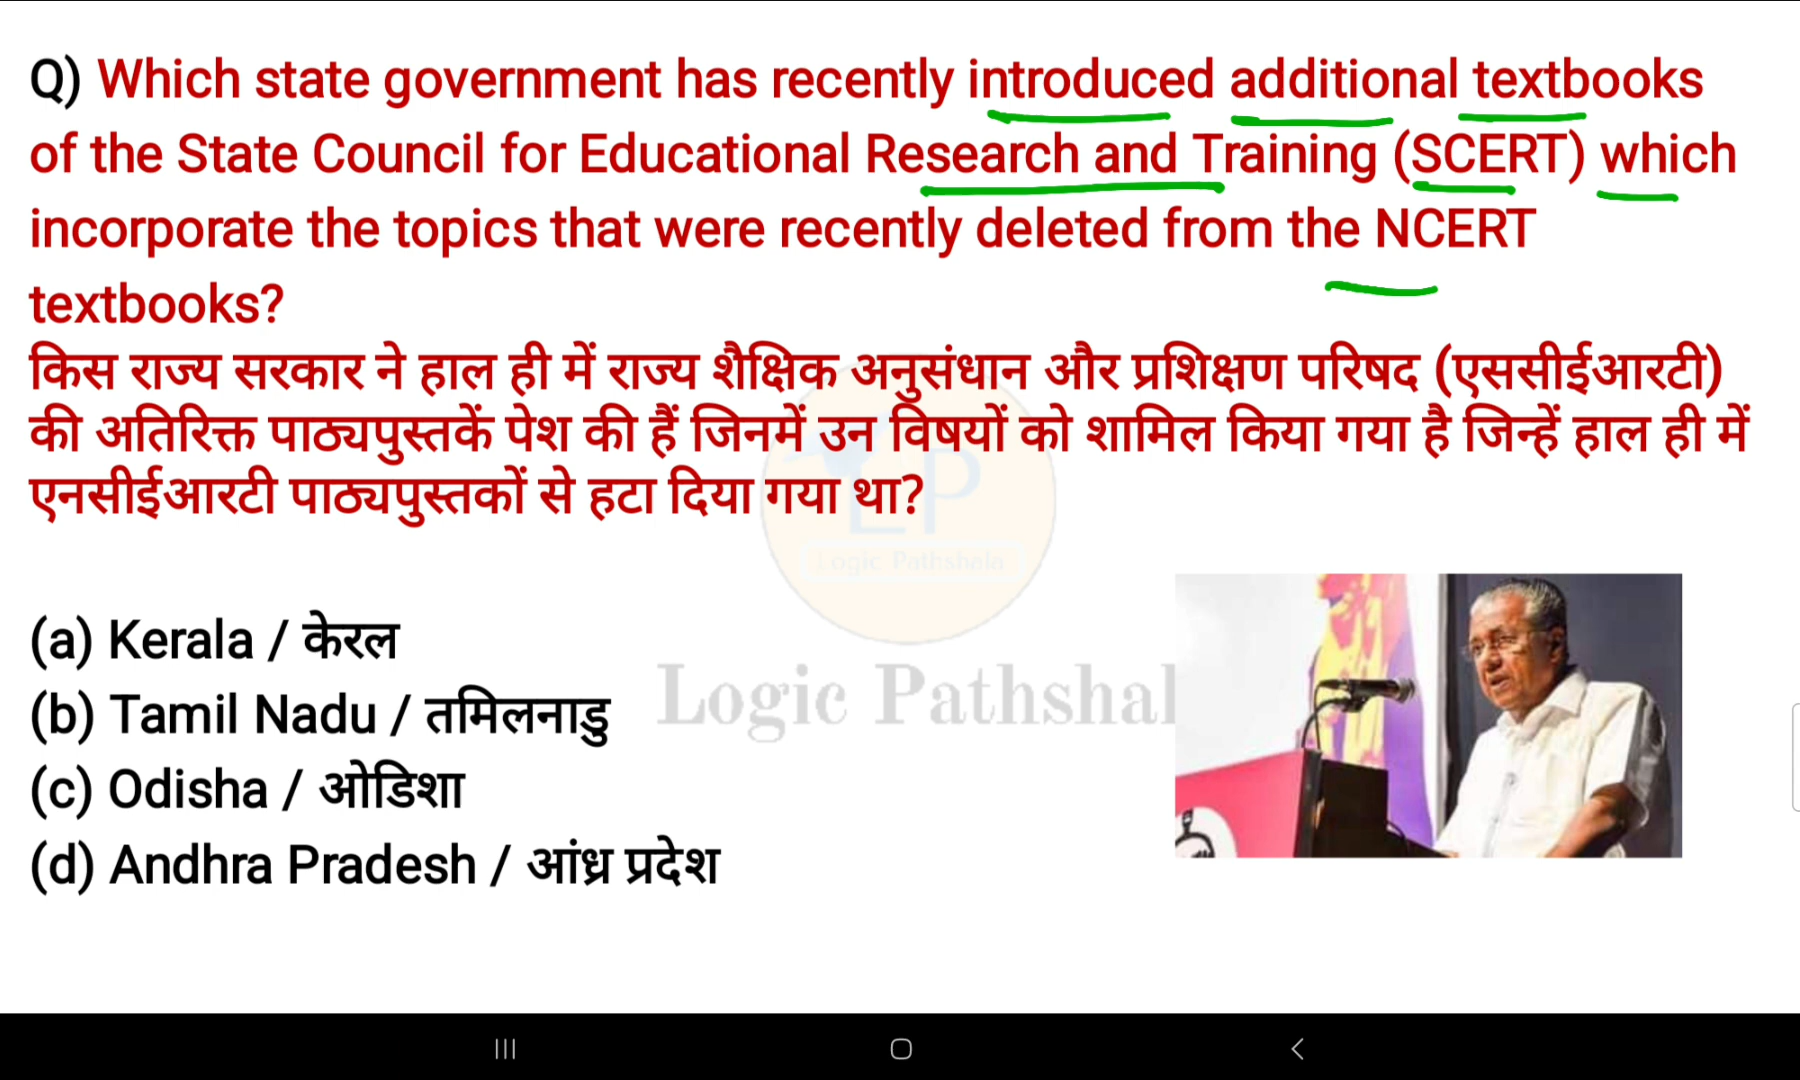 Q) Which state government has recently introduced additional textbooks
of the State Council for Educational Research and Training (SCERT) which
incorporate the topics that were recently deleted from the NCERT
textbooks?
किस राज्य सरकार ने हाल ही में राज्य शैक्षिक अनुसंधान और प्रशिक्षण परिषद (एससीईआरटी)
की अतिरिक्त पाठ्यपुस्तकें पेश की हैं जिनमें उन विषयों को शामिल किया गया है जिन्हें हाल ही में
एनसीईआरटी पाठ्यपुस्तकों से हटा दिया गया था?
LP
Logic Pathshala
(a) Kerala / केरल
(b) Tamil Nadu / तमिलनाडु
Logic Pathshal
(c) Odisha / ओडिशा
(d) Andhra Pradesh / आंध्र प्रदेश